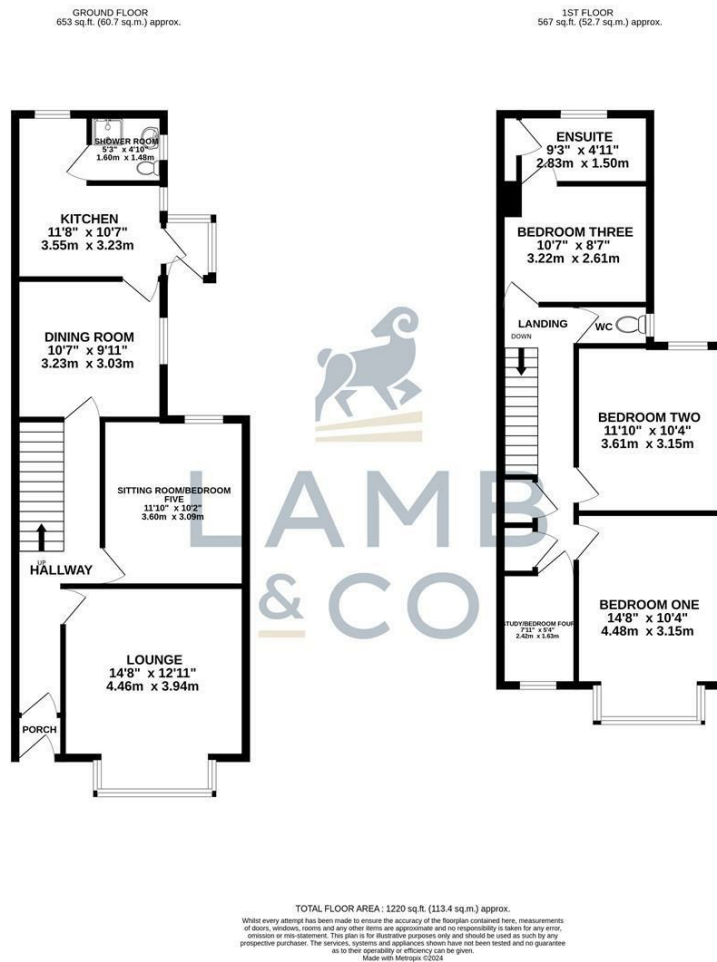 GROUND FLOOR
653 sq.ft. (60.7 sq.m.) approx.
1ST FLOOR
567 sq.ft. (52.7 sq.m.) approx.
SHOWER ROOM
5'3" x 4'10"
1.60m x 1.48m
KITCHEN
11'8" x 10'7"
3.55m x 3.23m
DINING ROOM
10'7" x 9'11"
3.23m x 3.03m
SITTING ROOM/BEDROOM
FIVE
11'10" x 10'2"
3.60m x 3.09m
UP
HALLWAY
LOUNGE
14'8" x 12'11"
4.46m x 3.94m
PORCH
ENSUITE
9'3" x 4'11"
2.83m x 1.50m
BEDROOM THREE
10'7" x 8'7"
3.22m x 2.61m
LANDING
WC
DOWN
BEDROOM TWO
11'10" x 10'4"
3.61m x 3.15m
BEDROOM ONE
14'8" x 10'4"
4.48m x 3.15m
STUDY/BEDROOM FOUR
7'11" x 5'4"
2.42m x 1.63m
LAMB
& CO
TOTAL FLOOR AREA : 1220 sq.ft. (113.4 sq.m.) approx.
Whilst every attempt has been made to ensure the accuracy of the floorplan contained here, measurements
of doors, windows, rooms and any other items are approximate and no responsibility is taken for any error,
omission or mis-statement. This plan is for illustrative purposes only and should be used as such by any
prospective purchaser. The services, systems and appliances shown have not been tested and no guarantee
as to their operability or efficiency can be given.
Made with Metropix ©2024